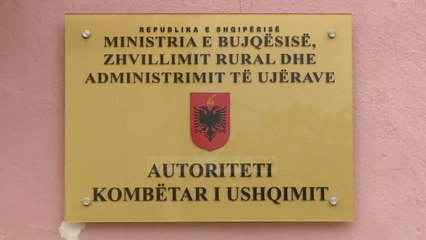 REPUBLIKA E SHQIPËRISË
MINISTRIA E BUJQËSISË,
ZHVILLIMIT RURAL DHE
ADMINISTRIMIT TË UJËRAVE
AUTORITETI
KOMBËTAR I USHQIMIT